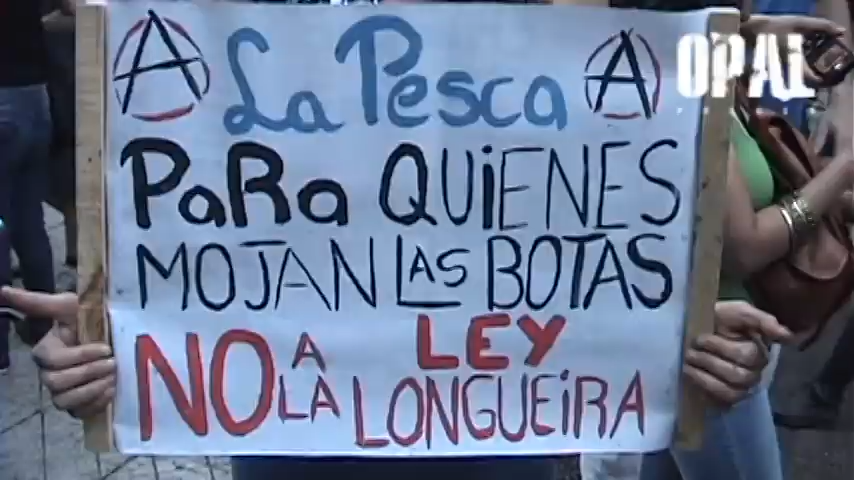 OPAL
La Pesca
PaRa QUiENES
MOJAN LAS BOTAS
NO A LA LEY
LONGUEiRA